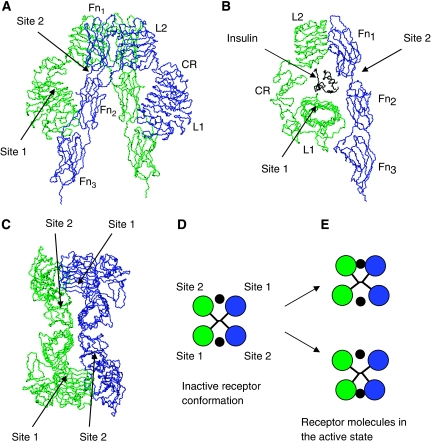 A
Fn1
Site 2
L2
CR
Fn2
L1
Site 1
Fn3
B
L2
Fn1
Site 2
Insulin
CR
Fn2
Site 1
L1
Fn3
C
Site 2
Site 1
Site 1
Site 2
D
Site 2 Site 1
Site 1 Site 2
Inactive receptor
conformation
E
Receptor molecules in
the active state